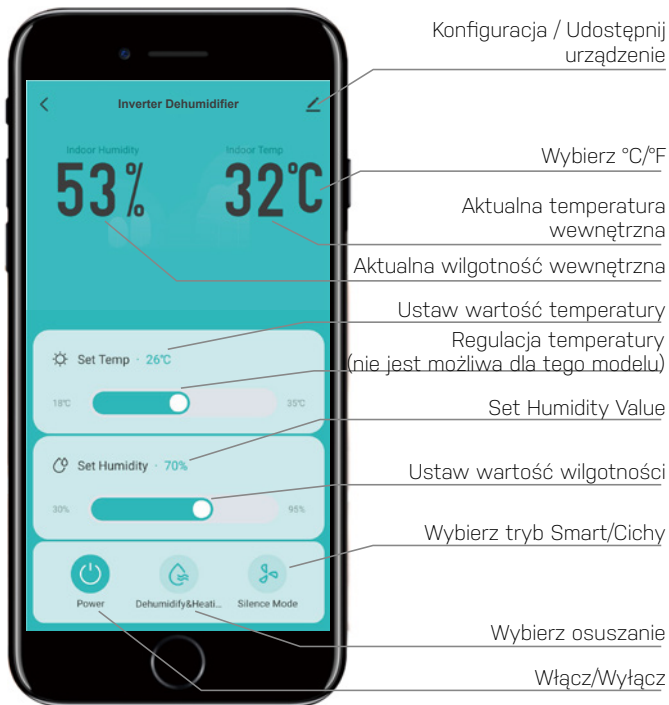 Konfiguracja / Udostępnij
urządzenie
Inverter Dehumidifier
Indoor Humidity
Indoor Temp
53%
32°C
Wybierz °C/°F
Aktualna temperatura
wewnętrzna
Aktualna wilgotność wewnętrzna
Ustaw wartość temperatury
Regulacja temperatury
(nie jest możliwa dla tego modelu)
Set Temp · 26°C
18°C
35°C
Set Humidity Value
Set Humidity · 70%
Ustaw wartość wilgotności
30%
95%
Wybierz tryb Smart/Cichy
Power
Dehumidify&Heati...
Silence Mode
Wybierz osuszanie
Włącz/Wyłącz